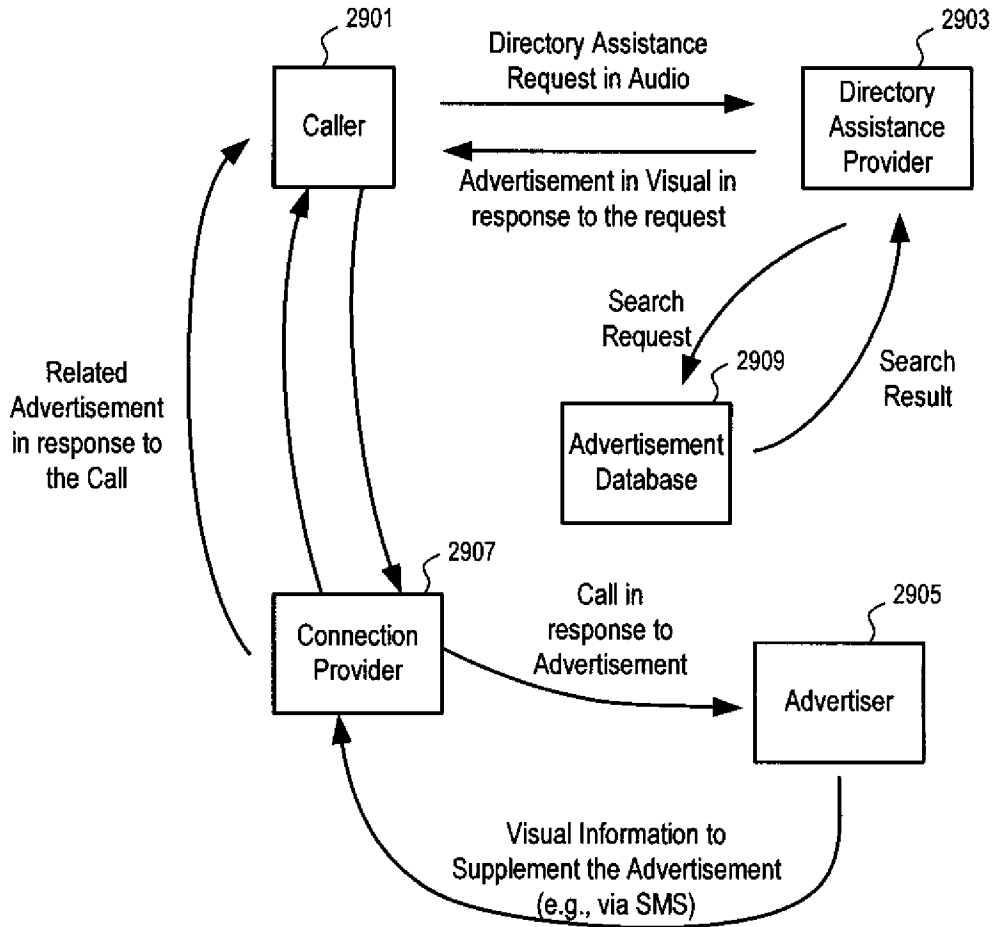 2901
Caller
Directory Assistance
Request in Audio
Advertisement in Visual in
response to the request
2903
Directory
Assistance
Provider
Search
Request
Search
Result
2909
Advertisement
Database
Related
Advertisement
in response to
the Call
2907
Connection
Provider
Call in
response to
Advertisement
2905
Advertiser
Visual Information to
Supplement the Advertisement
(e.g., via SMS)